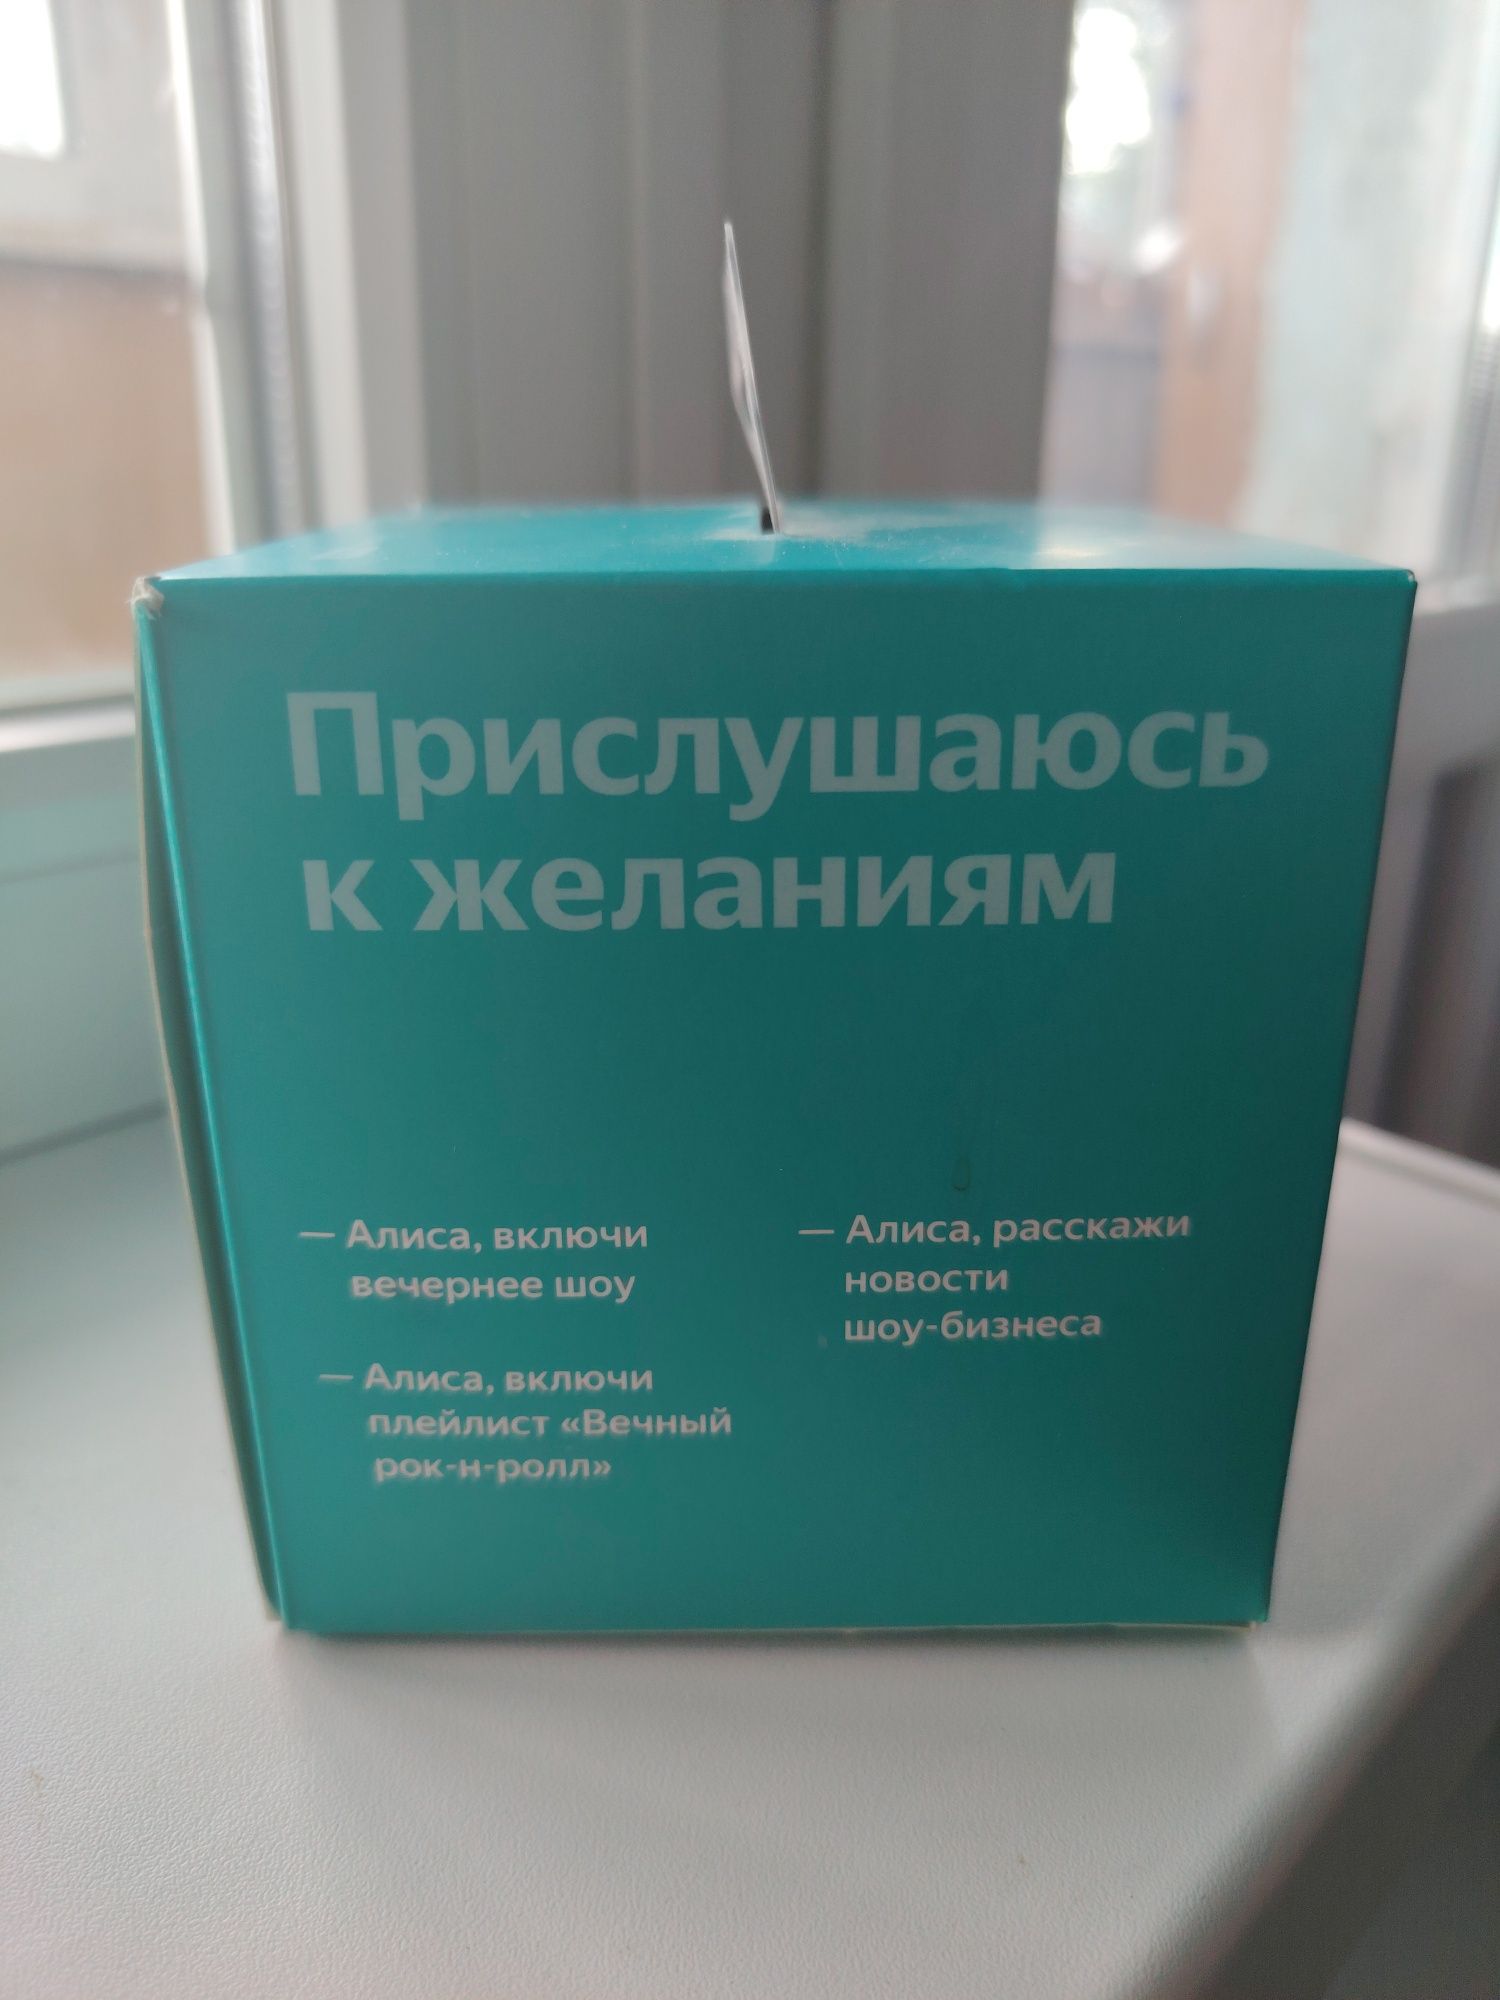 Прислушаюсь
к желаниям
— Алиса, включи
вечернее шоу
— Алиса, включи
плейлист «Вечный
рок-н-ролл»
— Алиса, расскажи
новости
шоу-бизнеса